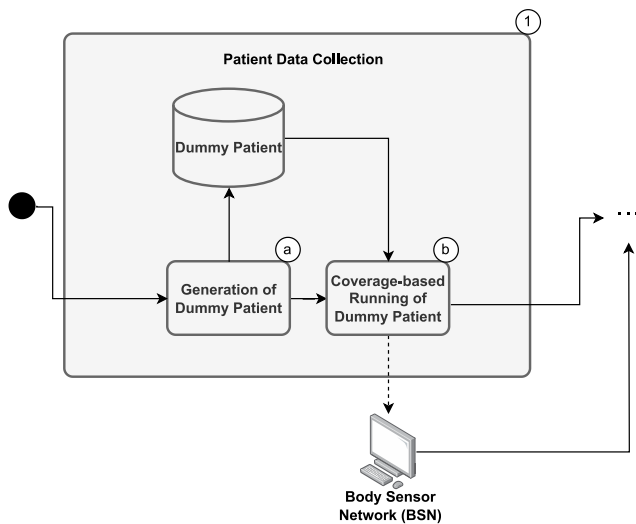 1
Patient Data Collection
Dummy Patient
a
b
Generation of
Dummy Patient
Coverage-based
Running of
Dummy Patient
...
Body Sensor
Network (BSN)